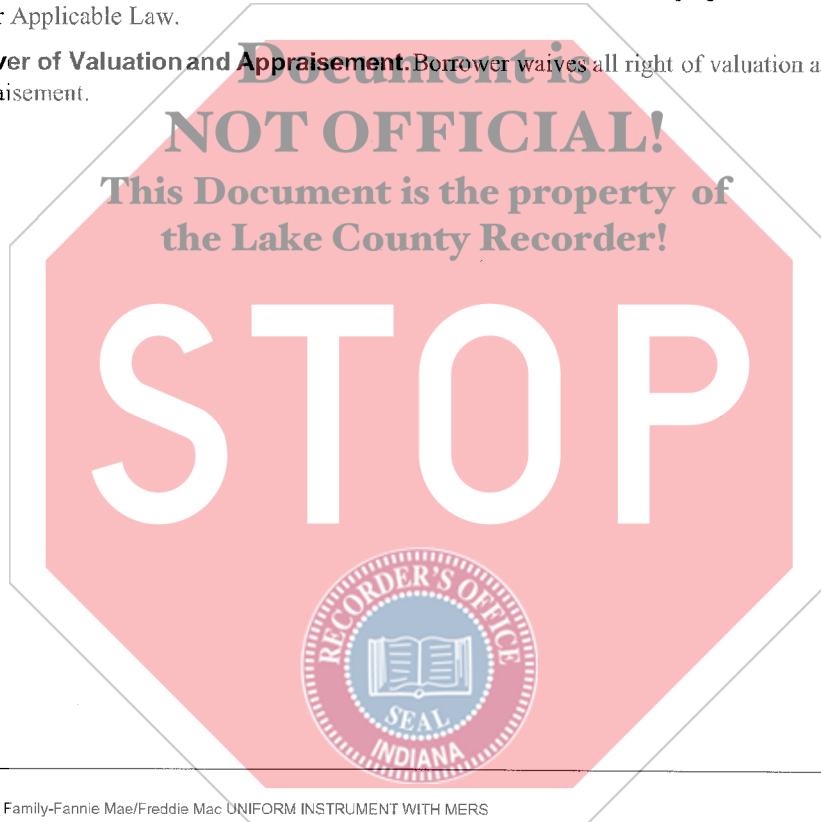 Applicable Law.
of Valuation and Appraisement. Borrower waives all right of valuation
Document is
NOT OFFICIAL!
This Document is the property of
the Lake County Recorder!
STOP
RECORDER'S OFFICE
SEAL
INDIANA
Family-Fannie Mae/Freddie Mac UNIFORM INSTRUMENT WITH MERS